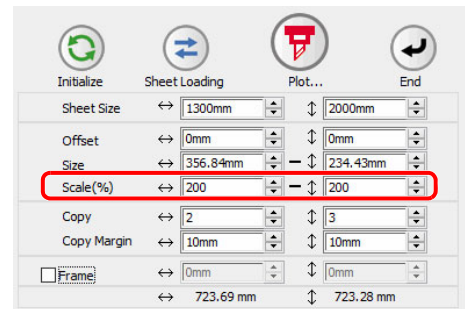 Initialize Sheet Loading Plot... End
Sheet Size ↔ 1300mm ↕ 2000mm
Offset ↔ 0mm ↕ 0mm
Size ↔ 356.84mm — ↕ 234.43mm
Scale(%) ↔ 200 — ↕ 200
Copy ↔ 2 ↕ 3
Copy Margin ↔ 10mm ↕ 10mm
Frame ↔ 0mm ↕ 0mm
↔ 723.69 mm ↕ 723.28 mm